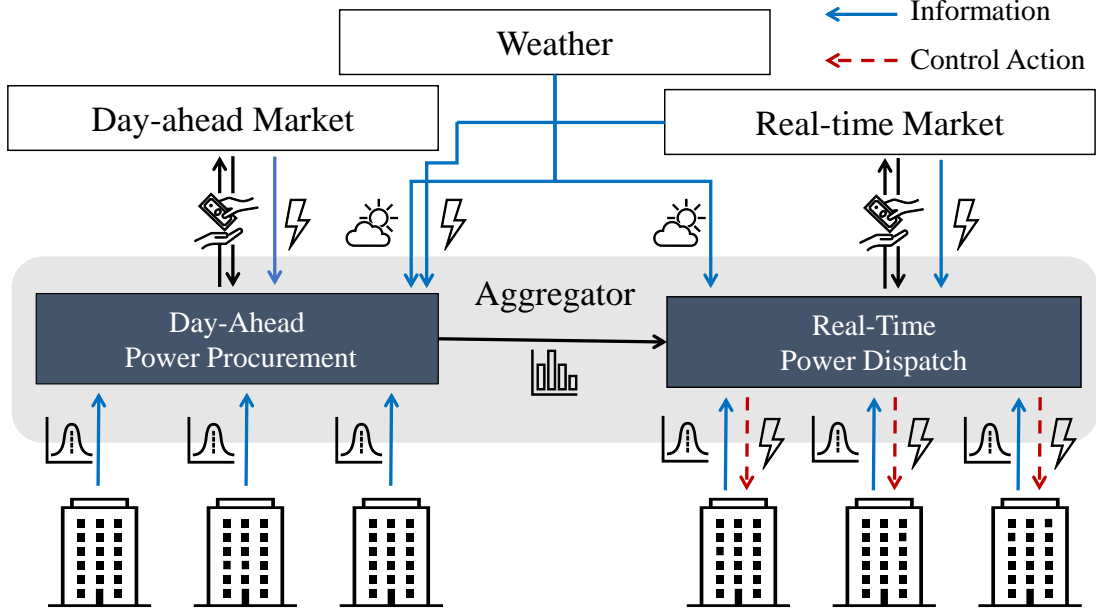 Information
Weather
Control Action
Day-ahead Market
Real-time Market
Aggregator
Day-Ahead
Power Procurement
Real-Time
Power Dispatch